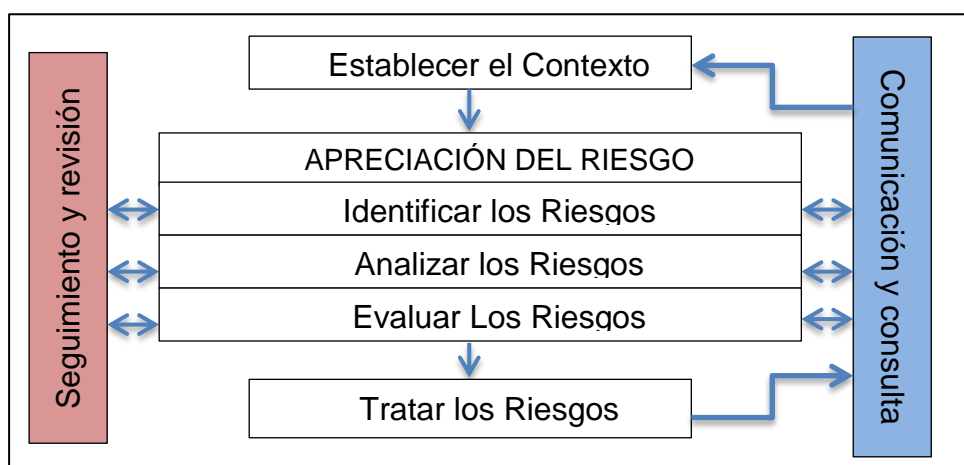 Establecer el Contexto
APRECIACIÓN DEL RIESGO
Identificar los Riesgos
Analizar los Riesgos
Evaluar Los Riesgos
Tratar los Riesgos
Seguimiento y revisión
Comunicación y consulta